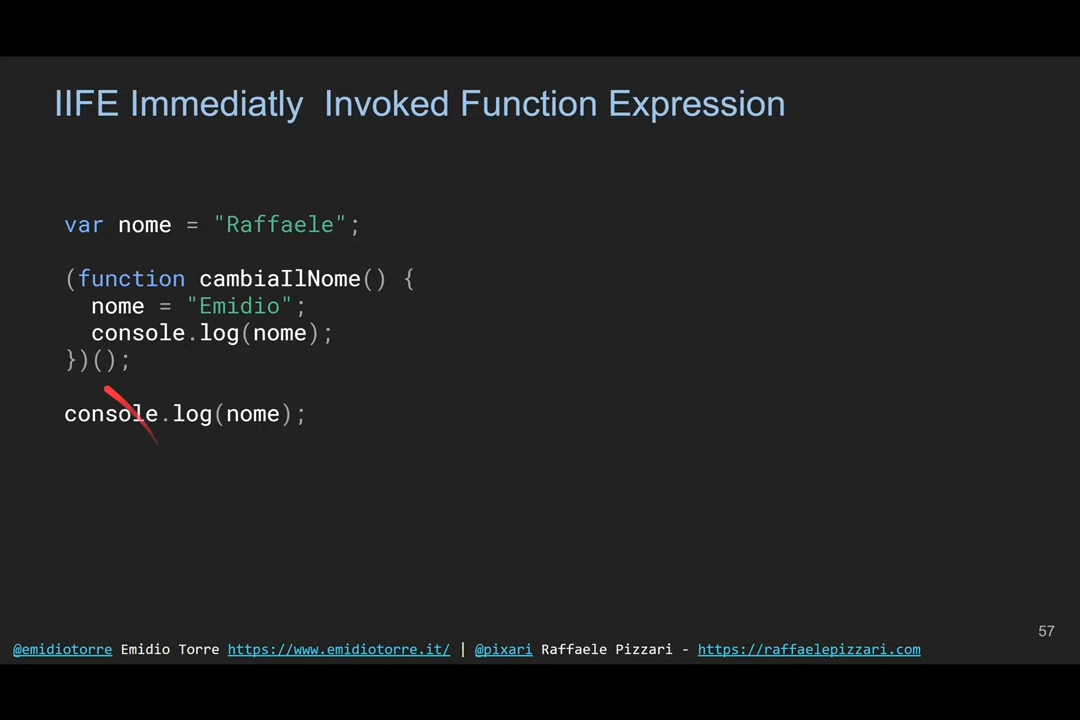 IIFE Immediatly  Invoked Function Expression
var nome = "Raffaele";
(function cambiaIlNome() {
  nome = "Emidio";
  console.log(nome);
})();
console.log(nome);
57
@emidiotorre Emidio Torre https://www.emidiotorre.it/ | @pixari Raffaele Pizzari - https://raffaelepizzari.com